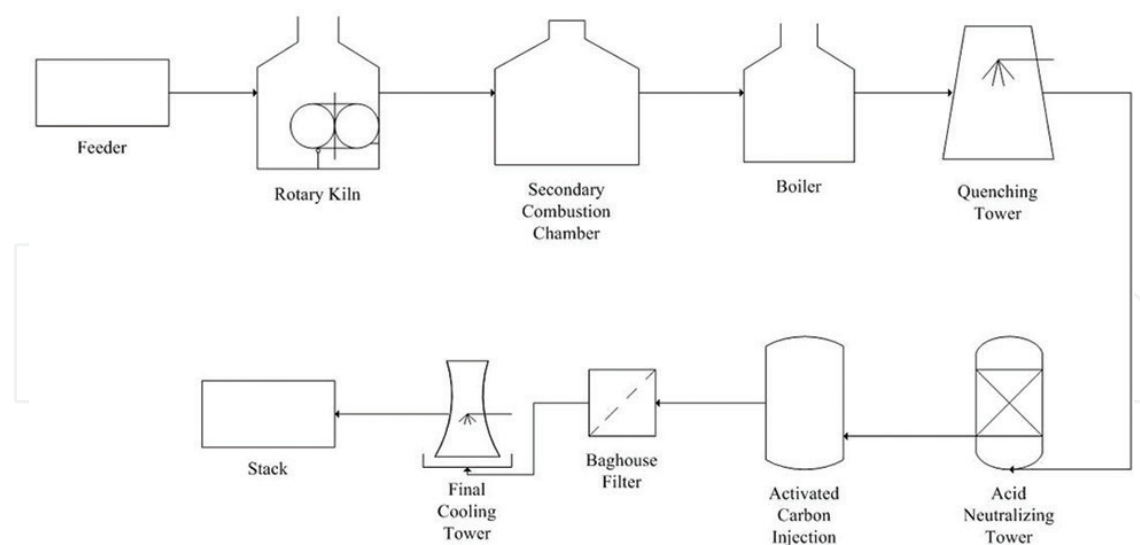 Feeder
Rotary Kiln
Secondary
Combustion
Chamber
Boiler
Quenching
Tower
Stack
Final
Cooling
Tower
Baghouse
Filter
Activated
Carbon
Injection
Acid
Neutralizing
Tower